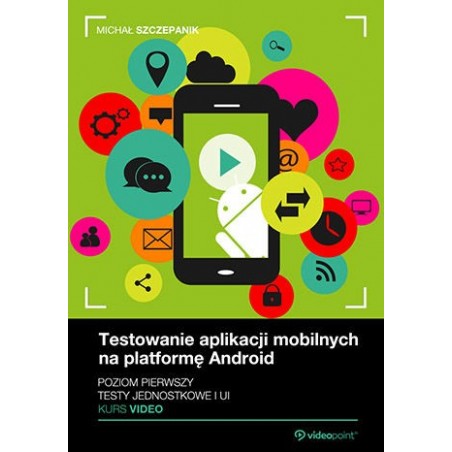 MICHAŁ SZCZEPANIK
@
Testowanie aplikacji mobilnych
na platformę Android
POZIOM PIERWSZY
TESTY JEDNOSTKOWE I UI
KURS VIDEO
videopoint